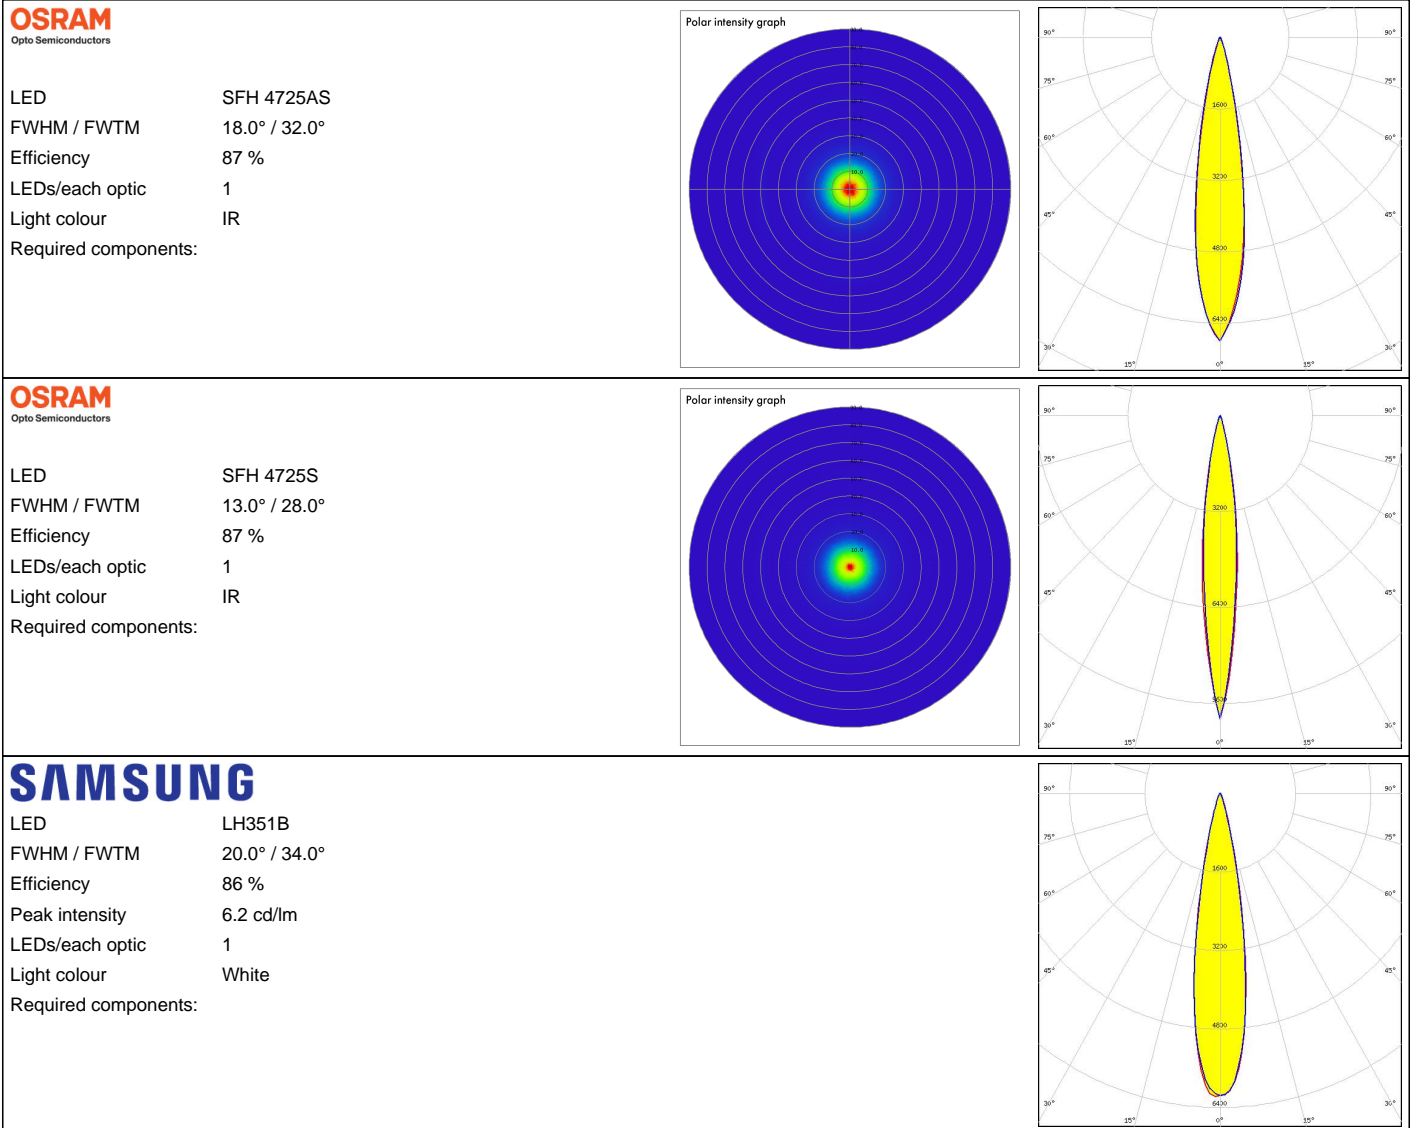 OSRAM
Opto Semiconductors
LED SFH 4725AS
FWHM / FWTM 18.0° / 32.0°
Efficiency 87 %
LEDs/each optic 1
Light colour IR
Required components:
Polar intensity graph
90° 90°
75° 75°
1600
60° 60°
3200
45° 45°
4800
6400
30° 30°
15° 0° 15°
OSRAM
Opto Semiconductors
LED SFH 4725S
FWHM / FWTM 13.0° / 28.0°
Efficiency 87 %
LEDs/each optic 1
Light colour IR
Required components:
Polar intensity graph
90° 90°
75° 75°
3200
60° 60°
6400
45° 45°
9600
30° 30°
15° 0° 15°
SAMSUNG
LED LH351B
FWHM / FWTM 20.0° / 34.0°
Efficiency 86 %
Peak intensity 6.2 cd/lm
LEDs/each optic 1
Light colour White
Required components:
90° 90°
75° 75°
1600
60° 60°
3200
45° 45°
4800
6400
30° 30°
15° 0° 15°